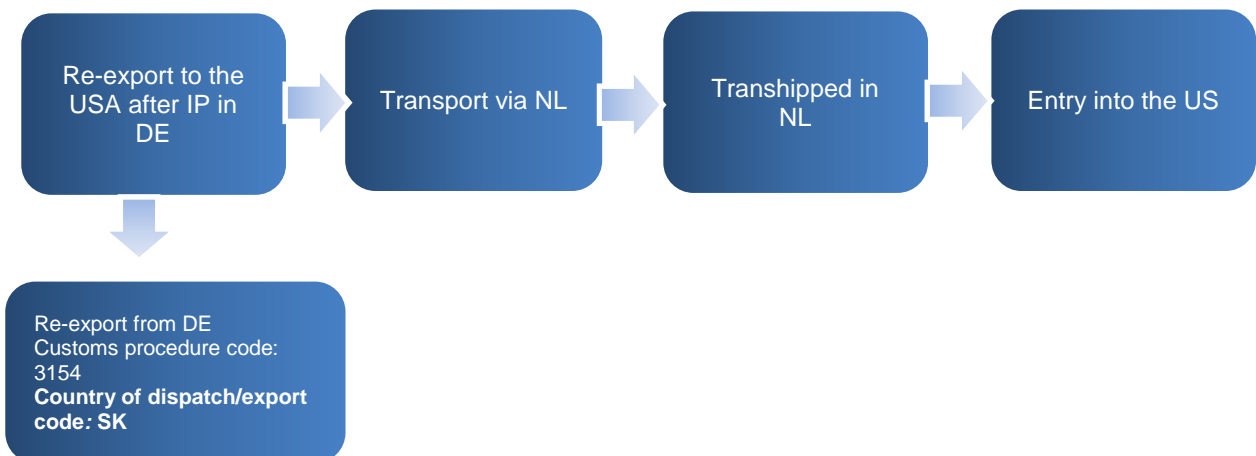 Re-export to the
USA after IP in
DE
Transport via NL
Transhipped in
NL
Entry into the US
Re-export from DE
Customs procedure code:
3154
Country of dispatch/export
code: SK